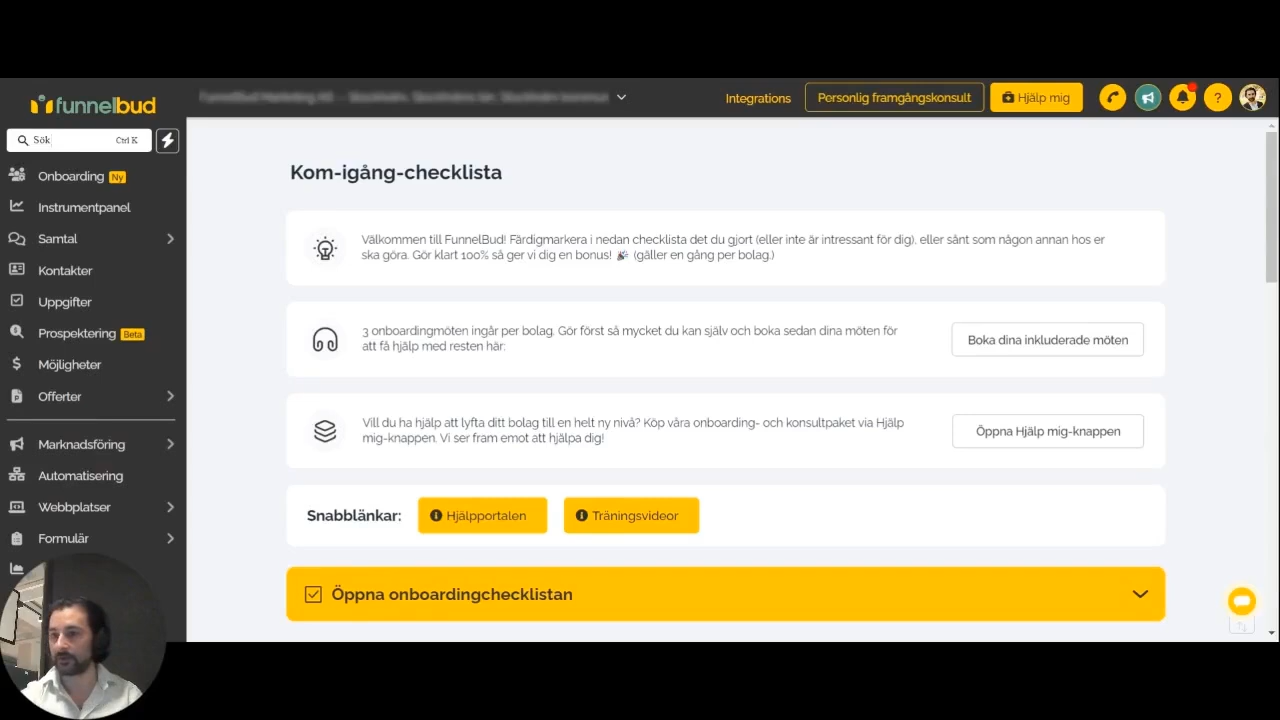 funnelbud
Integrations
Personlig framgångskonsult
Hjälp mig
?
Sök
Ctrl K
Onboarding Ny
Instrumentpanel
Samtal
Kontakter
Uppgifter
Prospektering Beta
Möjligheter
Offerter
Marknadsföring
Automatisering
Webbplatser
Formulär
Kom-igång-checklista
Välkommen till FunnelBud! Färdigmarkera i nedan checklista det du gjort (eller inte är intressant för dig), eller sånt som någon annan hos er
ska göra. Gör klart 100% så ger vi dig en bonus! 🎉 (gäller en gång per bolag.)
3 onboardingmöten ingår per bolag. Gör först så mycket du kan själv och boka sedan dina möten för
att få hjälp med resten här:
Boka dina inkluderade möten
Vill du ha hjälp att lyfta ditt bolag till en helt ny nivå? Köp våra onboarding- och konsultpaket via Hjälp
mig-knappen. Vi ser fram emot att hjälpa dig!
Öppna Hjälp mig-knappen
Snabblänkar:
Hjälpportalen
Träningsvideor
Öppna onboardingchecklistan